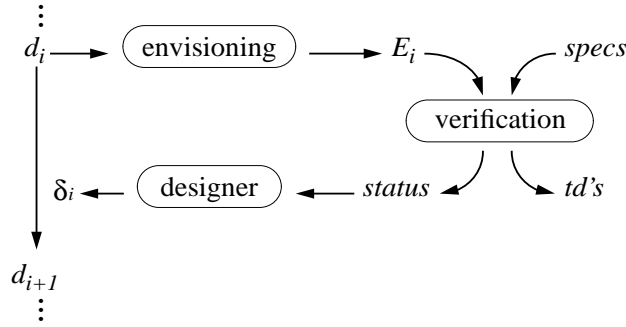 ⋮
d_i envisioning E_i specs
verification
δ_i designer status td's
d_{i+1}
⋮